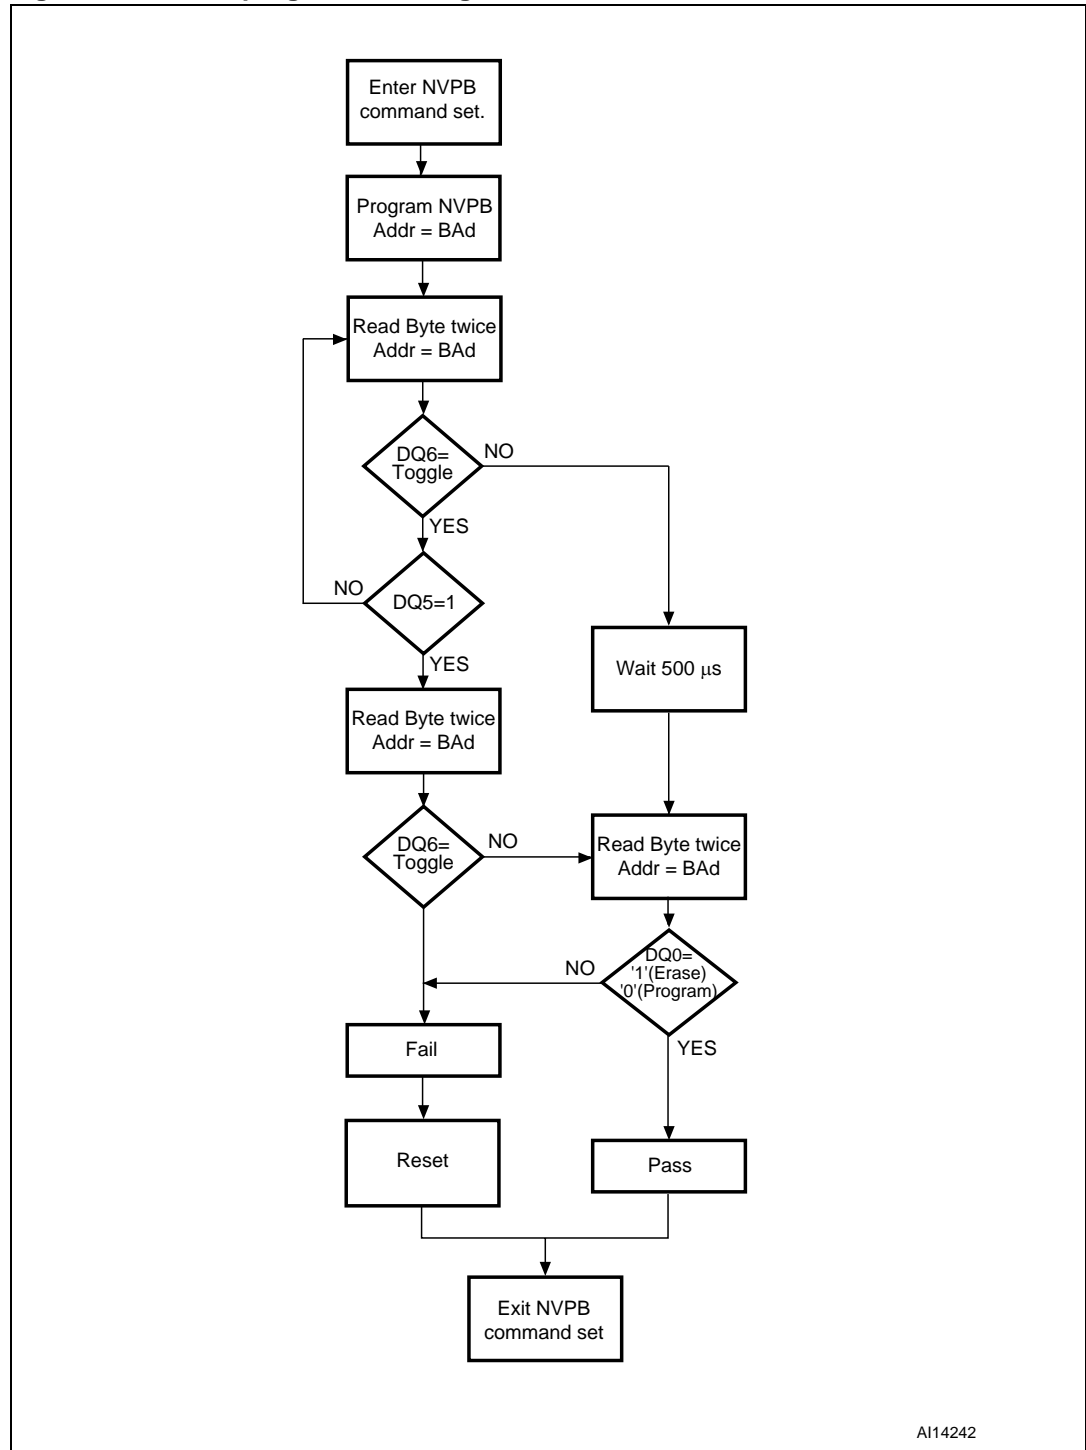 Enter NVPB
command set.
Program NVPB
Addr = BAd
Read Byte twice
Addr = BAd
DQ6=
Toggle
NO
YES
NO
DQ5=1
YES
Wait 500 μs
Read Byte twice
Addr = BAd
DQ6=
Toggle
NO
Read Byte twice
Addr = BAd
DQ0=
'1'(Erase)
'0'(Program)
NO
YES
Fail
Reset
Pass
Exit NVPB
command set
AI14242